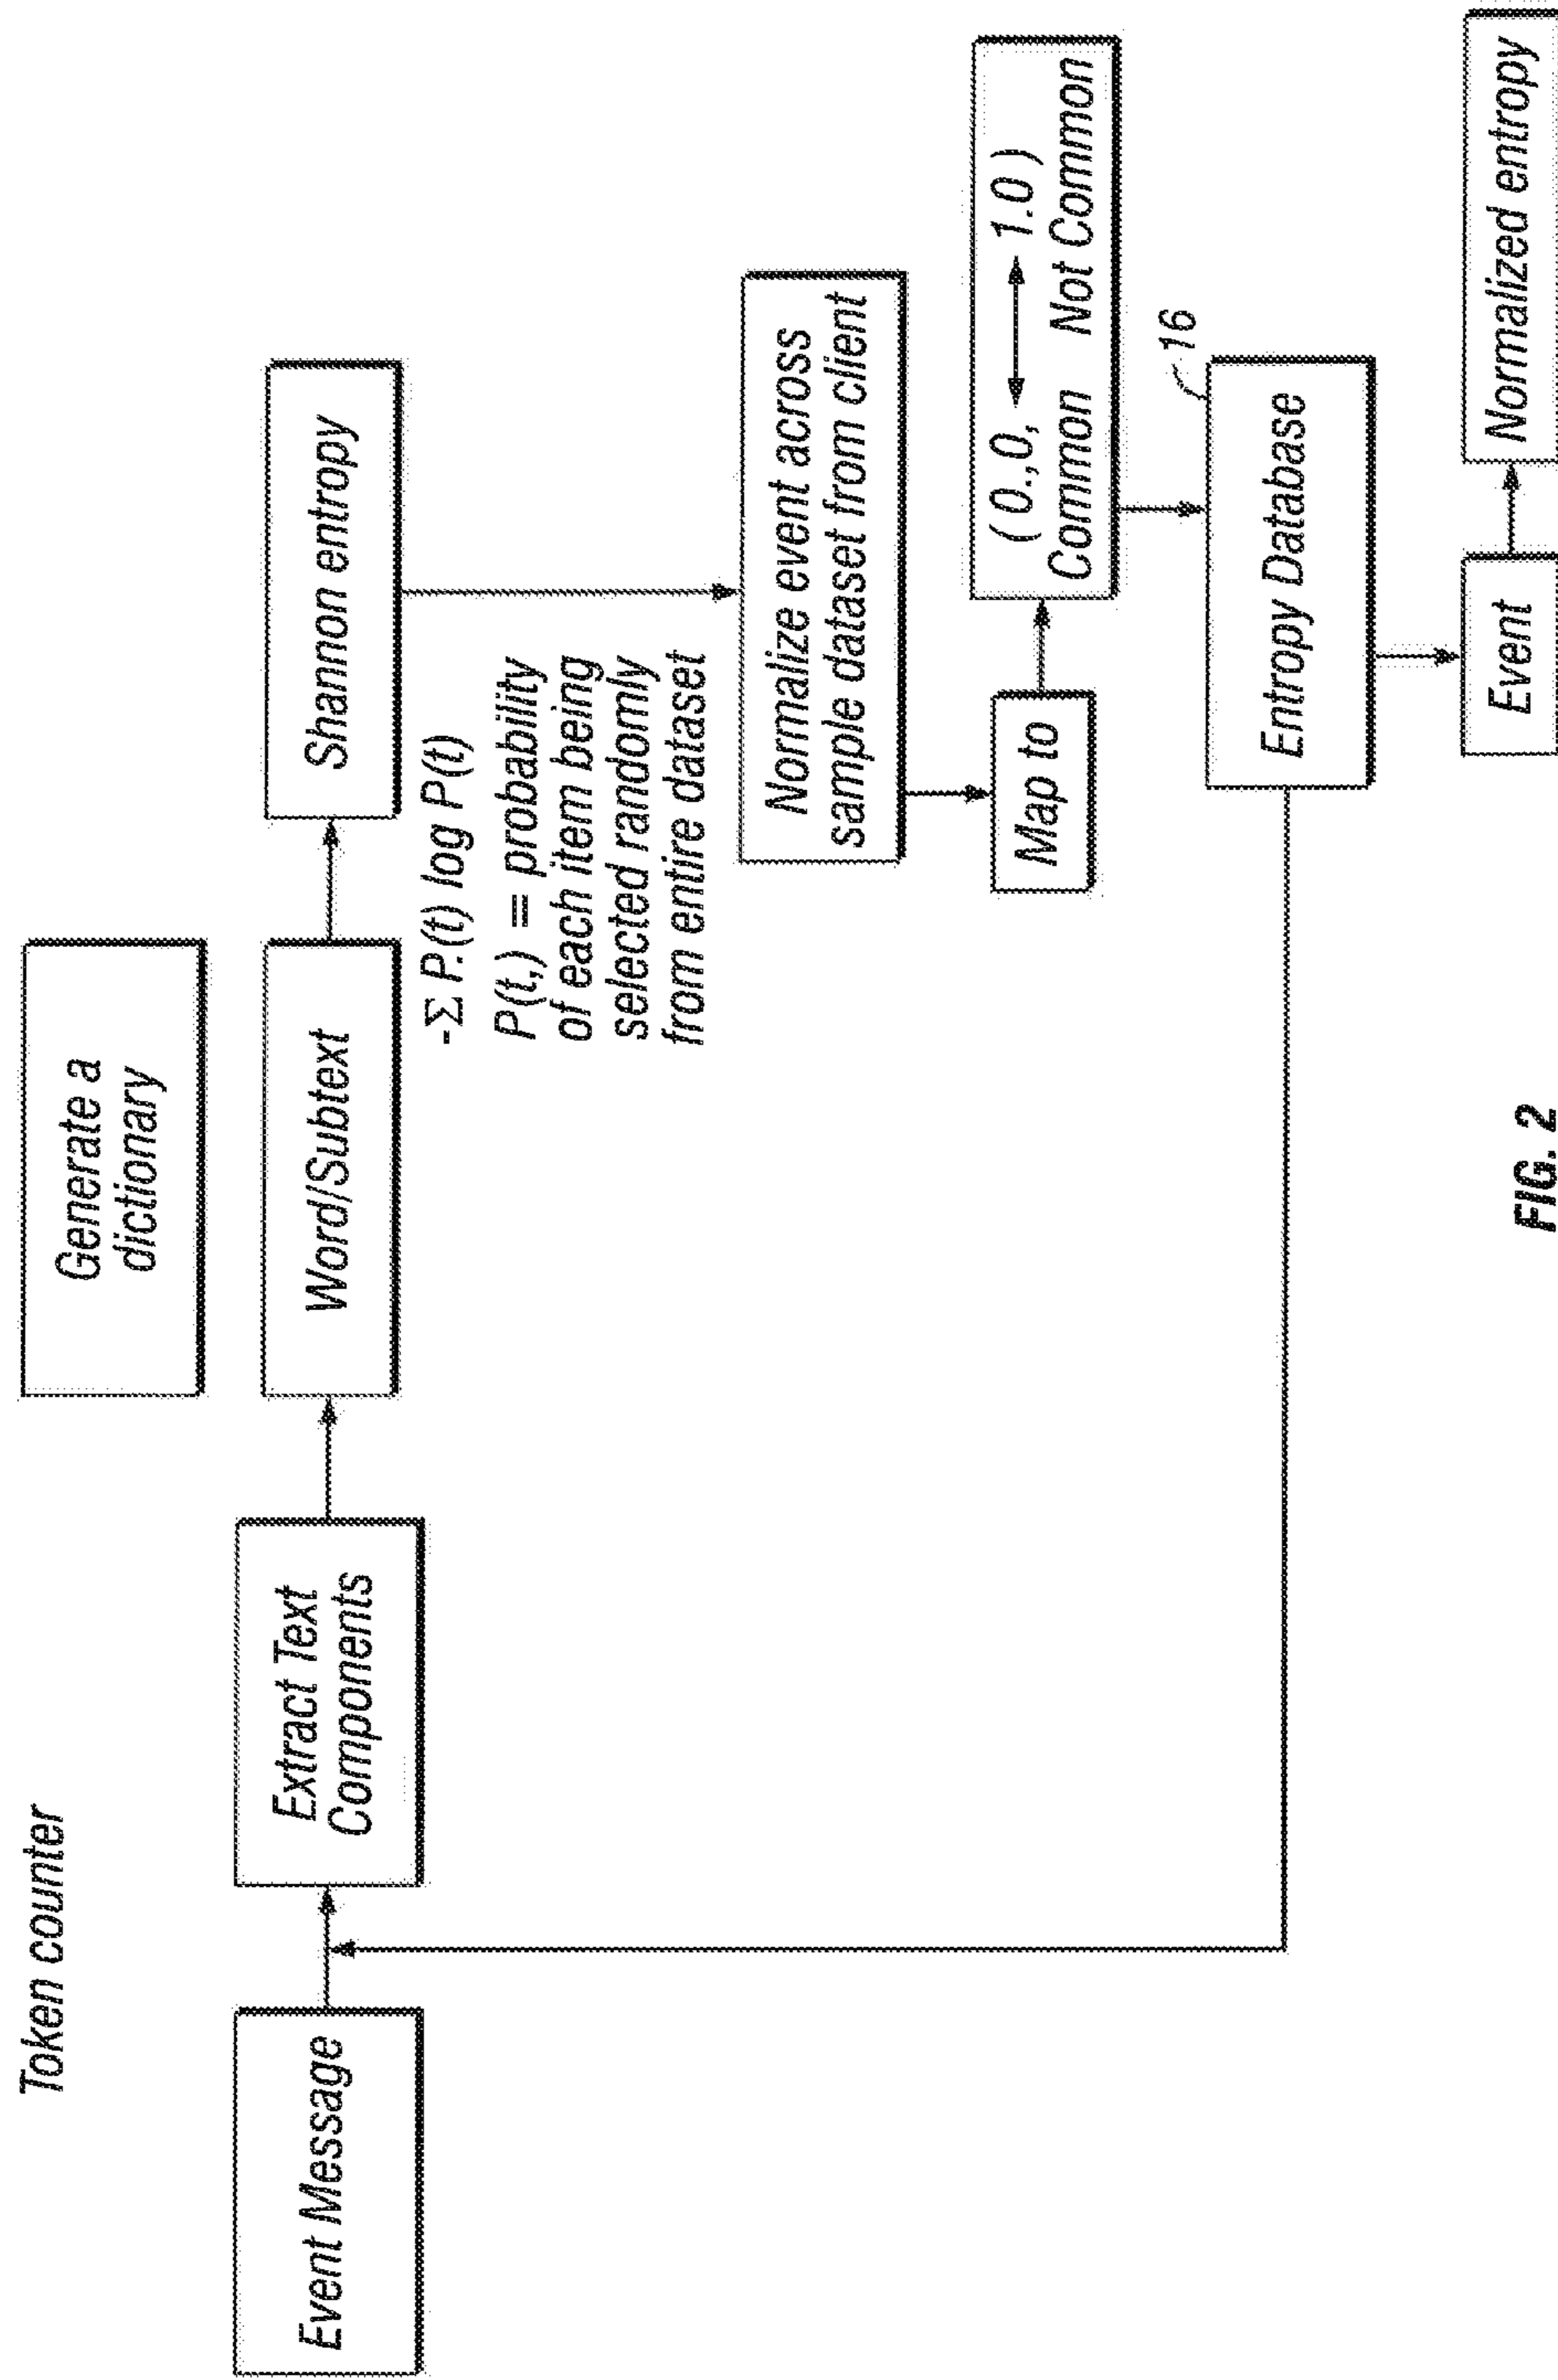 Token counter
Generate a
dictionary
Event Message
Extract Text
Components
Word/Subtext
Shannon entropy
-Σ P.(t) log P(t)
P(t,) = probability
of each item being
selected randomly
from entire dataset
Normalize event across
sample dataset from client
Map to
( 0.,0, 1.0 )
Common Not Common
16
Entropy Database
Event
Normalized entropy
FIG. 2